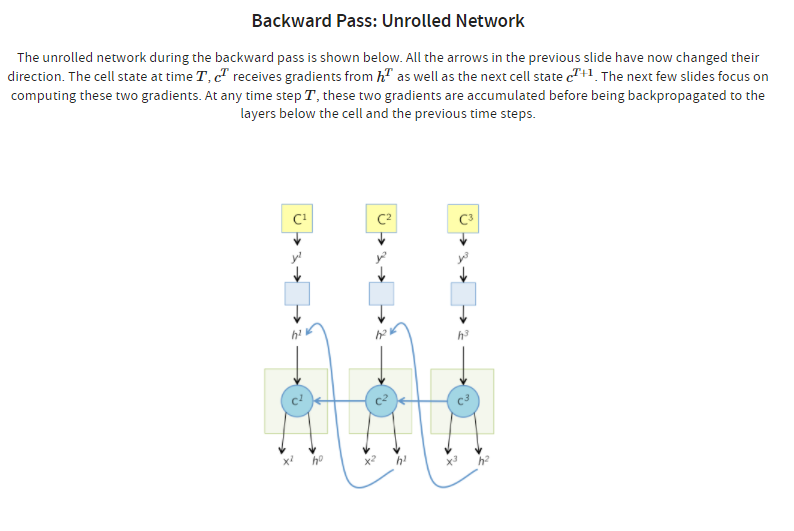 Backward Pass: Unrolled Network
The unrolled network during the backward pass is shown below. All the arrows in the previous slide have now changed their
direction. The cell state at time T, c^T receives gradients from h^T as well as the next cell state c^{T+1}. The next few slides focus on
computing these two gradients. At any time step T, these two gradients are accumulated before being backpropagated to the
layers below the cell and the previous time steps.
C¹ C² C³
y¹ y² y³
h¹ h² h³
c¹ c² c³
x¹ h⁰ x² h¹ x³ h²